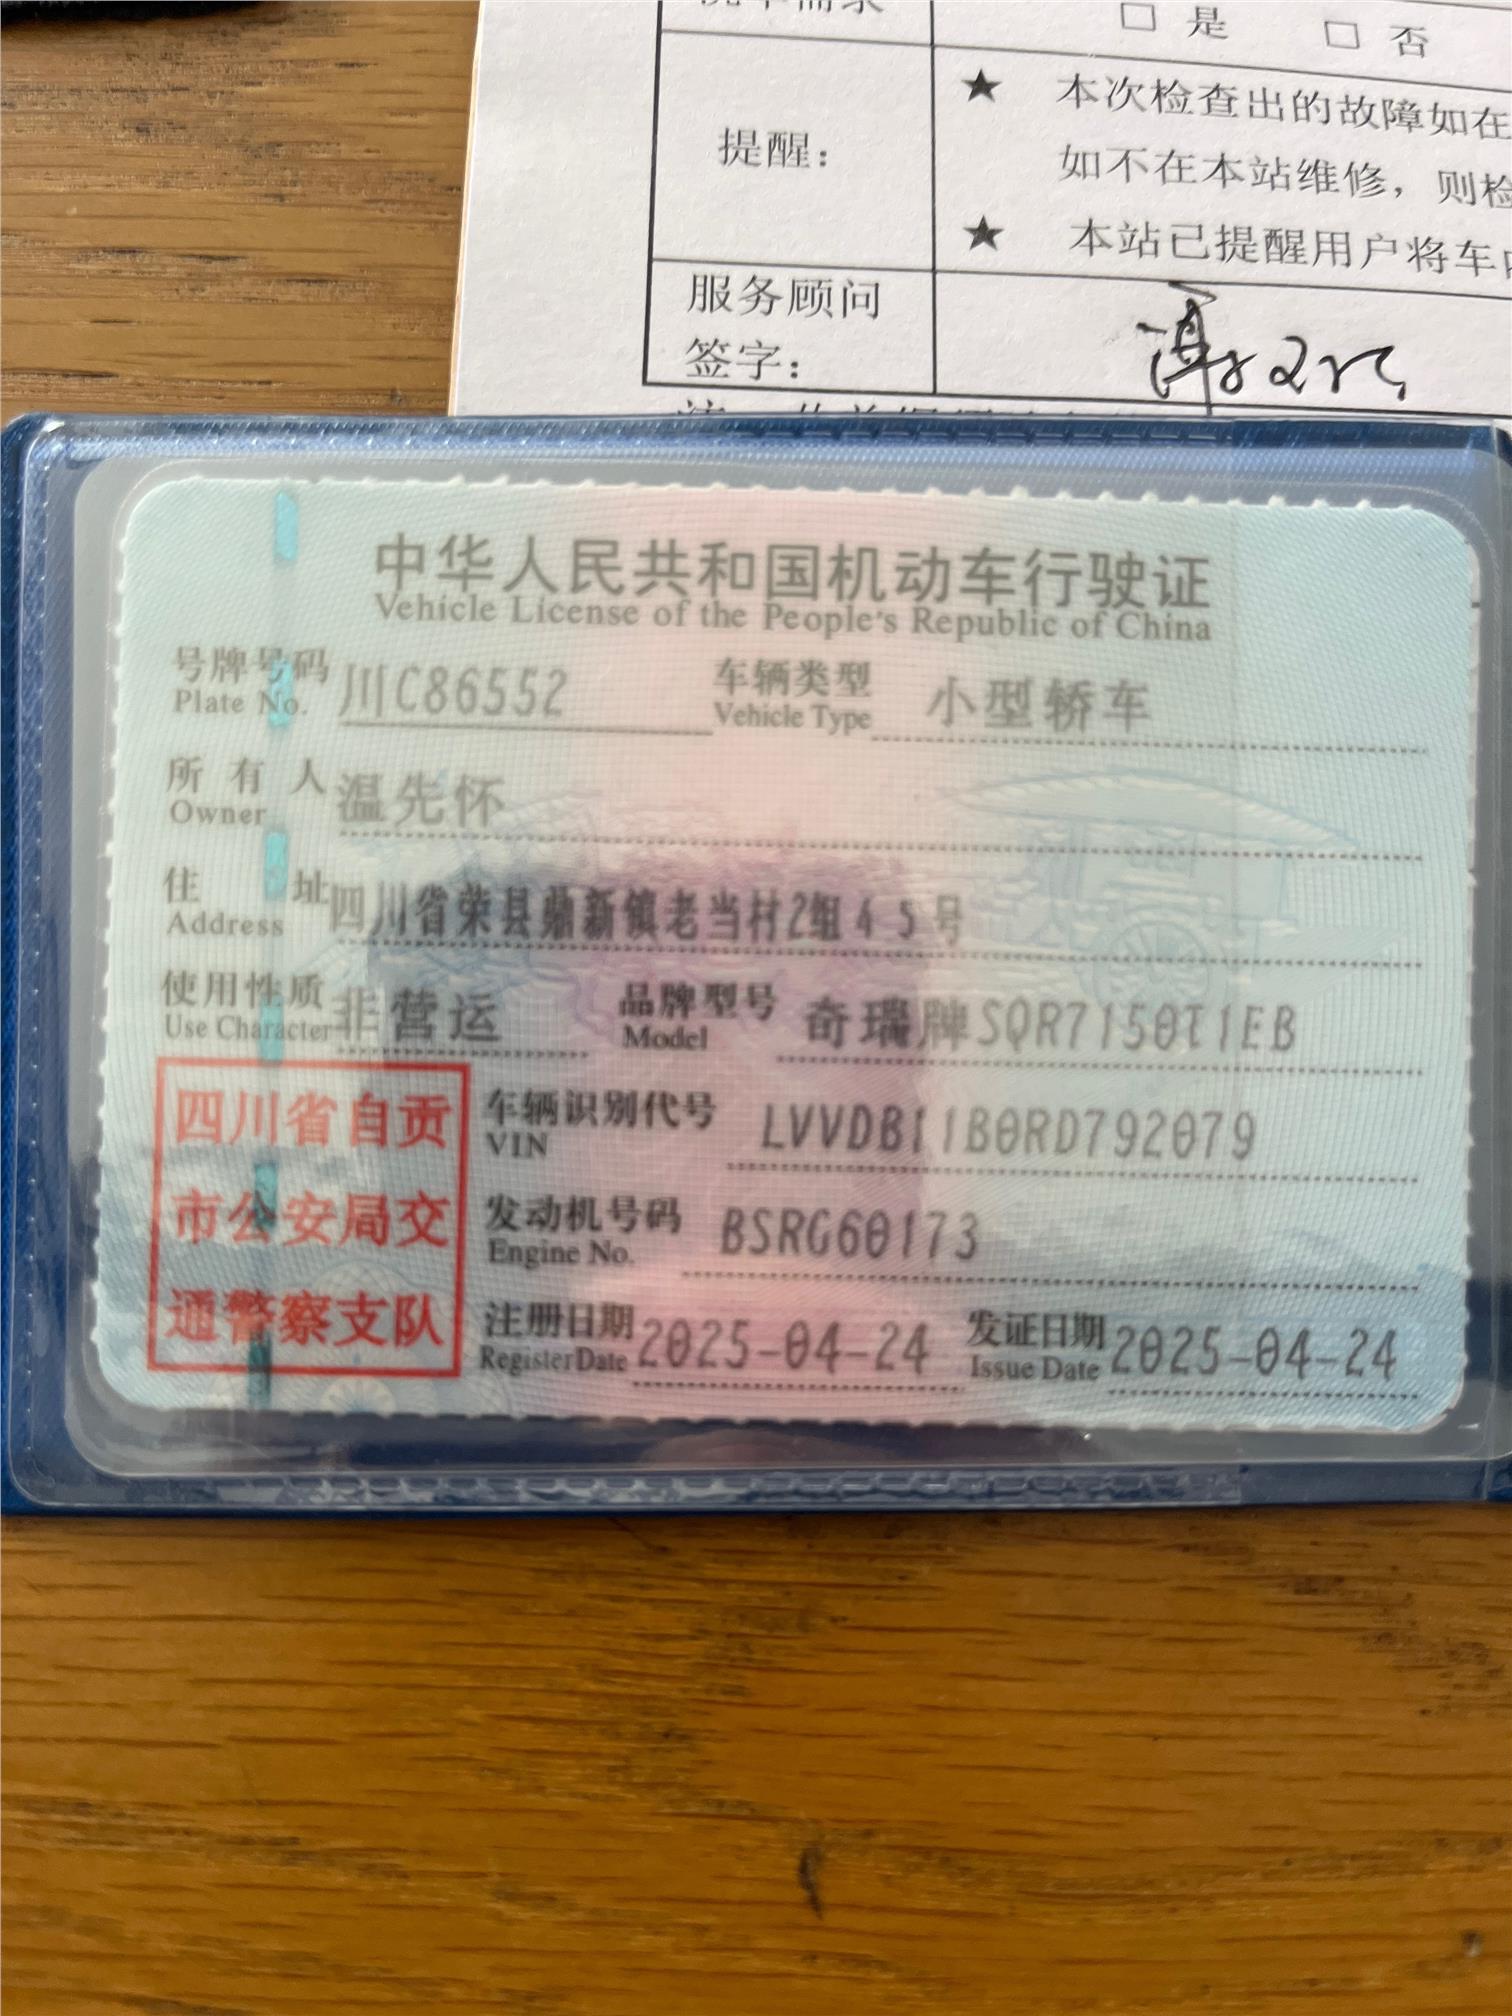 □ 是 □ 否
提醒：
★ 本次检查出的故障如在
如不在本站维修，则检
★ 本站已提醒用户将车内
服务顾问
签字：
中华人民共和国机动车行驶证
Vehicle License of the People's Republic of China
号牌号码 川C86552 车辆类型 小型轿车
Plate No. Vehicle Type
所有人 温先怀
Owner
住址 四川省荣县鼎新镇老当村2组45号
Address
使用性质 非营运 品牌型号 奇瑞牌SQR7150T1EB
Use Character Model
四川省自贡
市公安局交
通警察支队
车辆识别代号 LVVDB11B0RD792079
VIN
发动机号码 BSRG60173
Engine No.
注册日期 2025-04-24 发证日期 2025-04-24
Register Date Issue Date